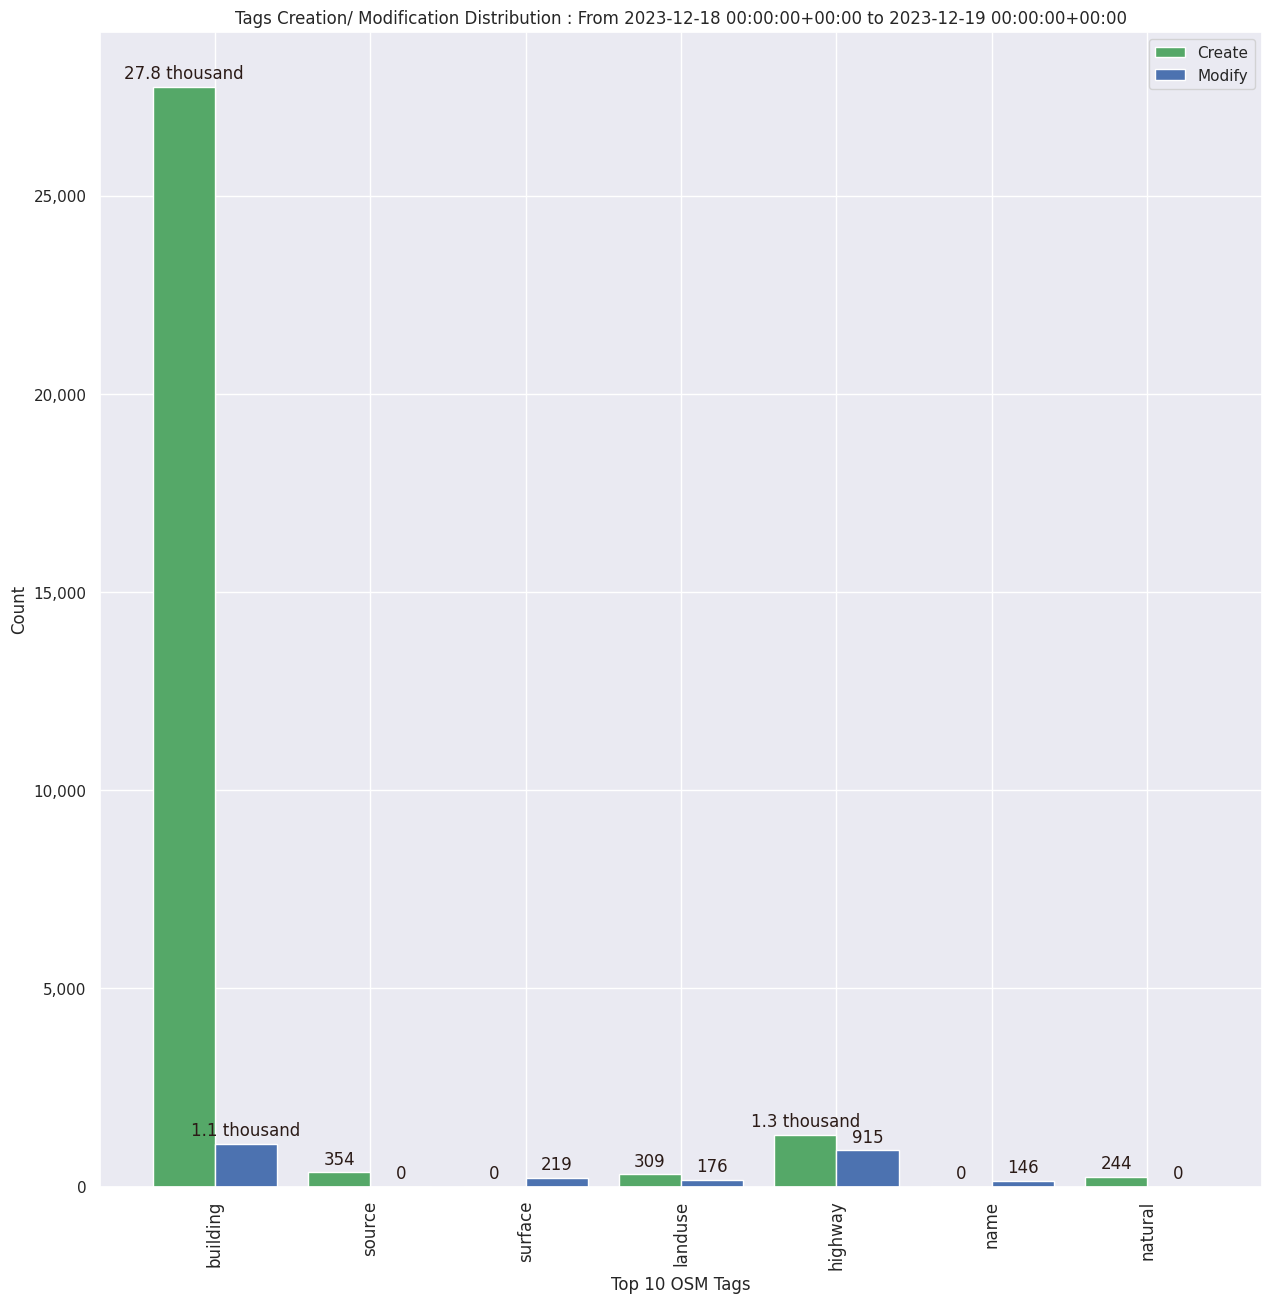 Tags Creation/ Modification Distribution : From 2023-12-18 00:00:00+00:00 to 2023-12-19 00:00:00+00:00
Create
Modify
27.8 thousand
1.1 thousand
354
0
0
219
309
176
1.3 thousand
915
0
146
244
0
25,000
20,000
15,000
10,000
5,000
0
Count
building
source
surface
landuse
highway
name
natural
Top 10 OSM Tags